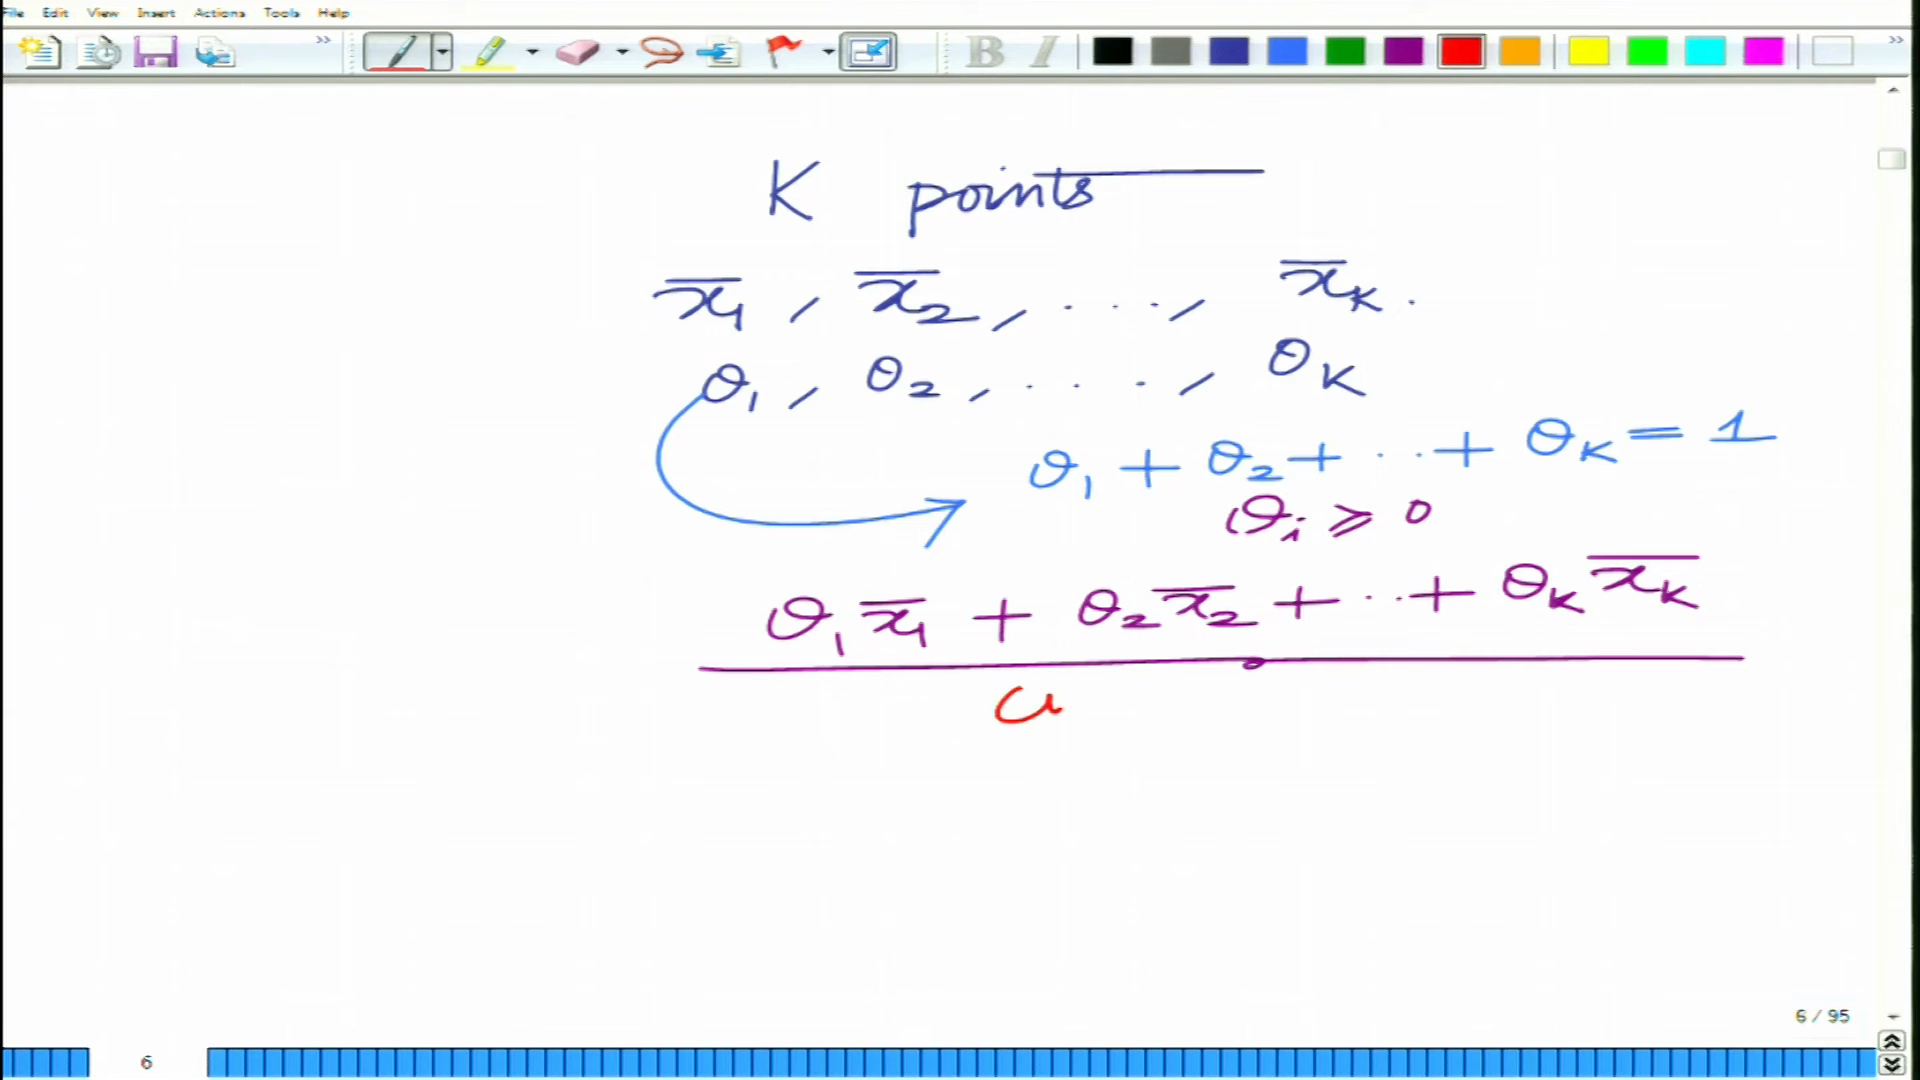 File Edit View Insert Actions Tools Help
B I
K points
x̅₁, x̅₂, ...., x̅ₖ.
θ₁, θ₂, ...., θₖ
θ₁ + θ₂ + ... + θₖ = 1
θᵢ ≥ 0
θ₁x̅₁ + θ₂x̅₂ + ... + θₖx̅ₖ
6 / 95
6